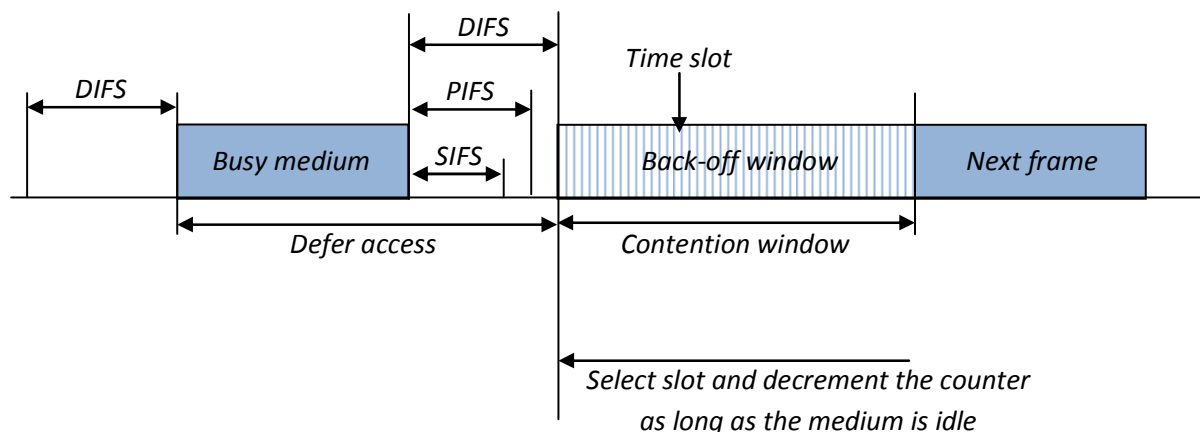 DIFS
Time slot
DIFS
PIFS
Busy medium
SIFS
Back-off window
Next frame
Defer access
Contention window
Select slot and decrement the counter
as long as the medium is idle